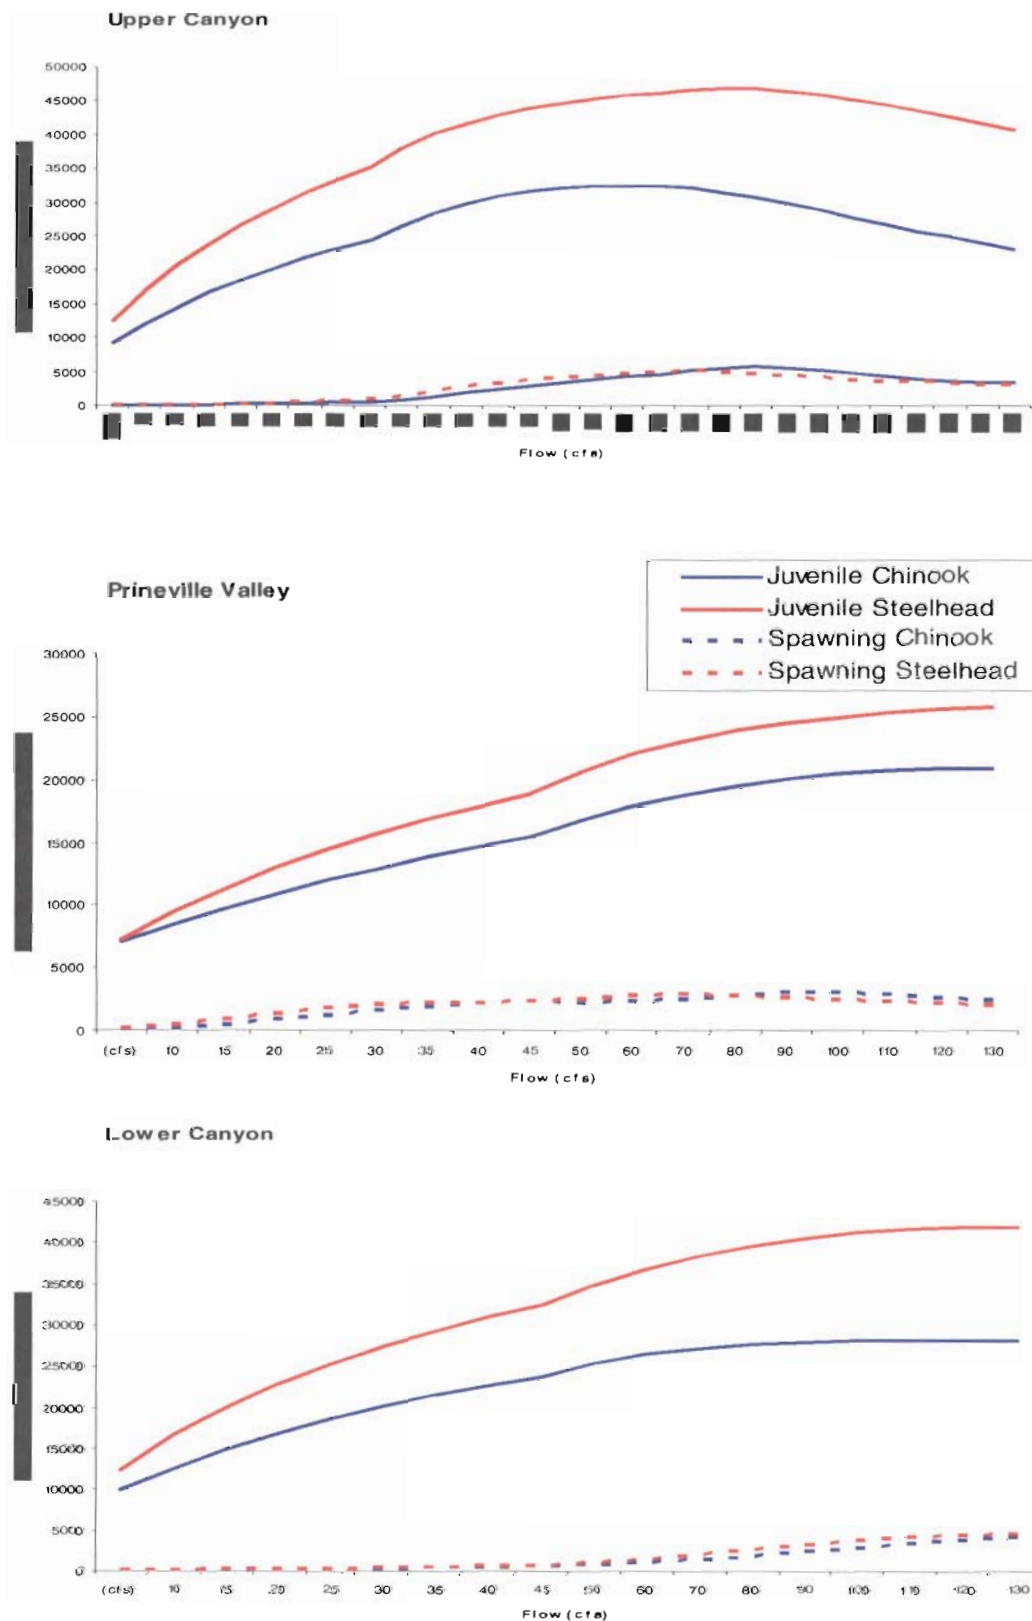 Upper Canyon
50000
45000
40000
35000
30000
25000
20000
15000
10000
5000
0
Flow (cfs)
Prineville Valley
Juvenile Chinook
Juvenile Steelhead
Spawning Chinook
Spawning Steelhead
30000
25000
20000
15000
10000
5000
0
(cfs) 10 15 20 25 30 35 40 45 50 60 70 80 90 100 110 120 130
Flow (cfs)
Lower Canyon
45000
40000
35000
30000
25000
20000
15000
10000
5000
0
(cfs) 10 15 20 25 30 35 40 45 50 60 70 80 90 100 110 120 130
Flow (cfs)